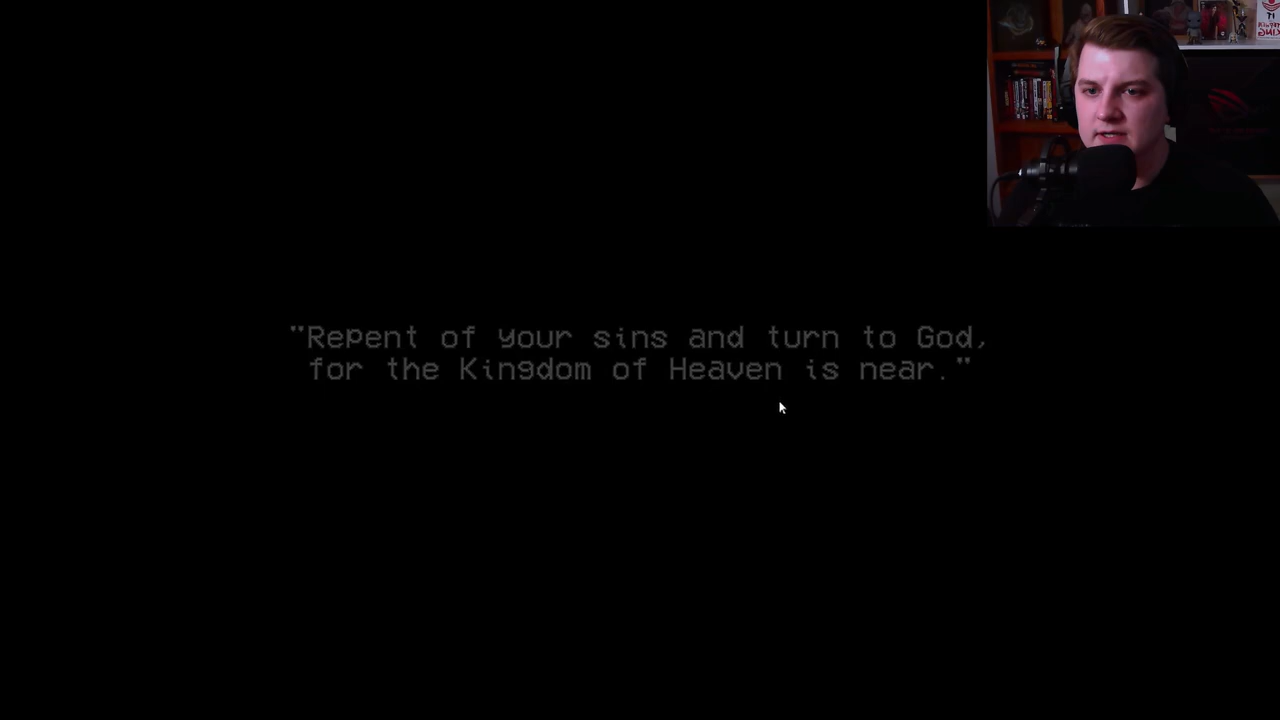 "Repent of your sins and turn to God,
for the Kingdom of Heaven is near."